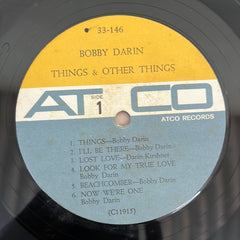 33-146
BOBBY DARIN
THINGS & OTHER THINGS
ATCO
SIDE
1
ATCO RECORDS
1. THINGS—Bobby Darin
2. I'LL BE THERE—Bobby Darin
3. LOST LOVE—Darin Kirshner
4. LOOK FOR MY TRUE LOVE
Bobby Darin
5. BEACHCOMBER—Bobby Darin
6. NOW WE'RE ONE
Bobby Darin
(C11915)